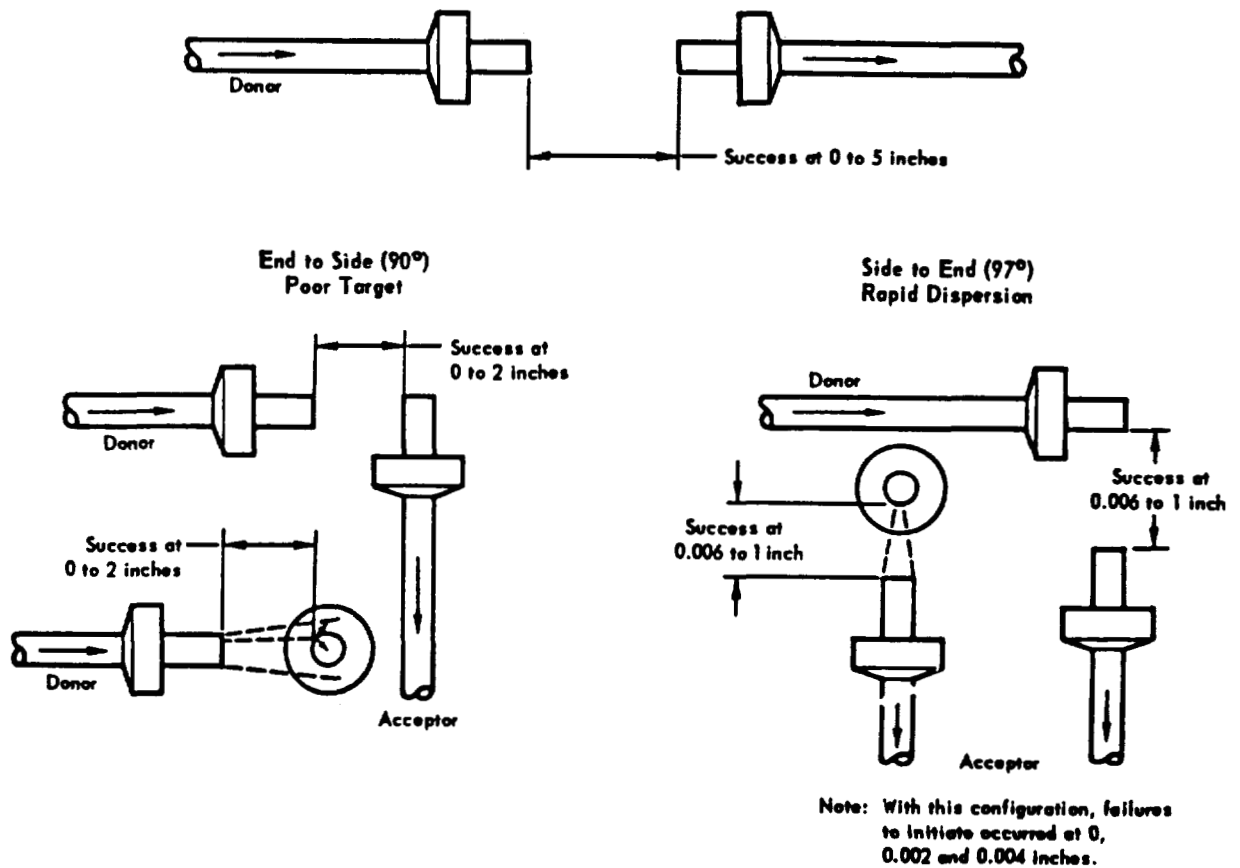 Donor
Success at 0 to 5 inches
End to Side (90°)
Poor Target
Success at
0 to 2 inches
Donor
Success at
0 to 2 inches
Donor
Acceptor
Side to End (97°)
Rapid Dispersion
Donor
Success at
0.006 to 1 inch
Success at
0.006 to 1 inch
Acceptor
Note: With this configuration, failures
to initiate occurred at 0,
0.002 and 0.004 inches.